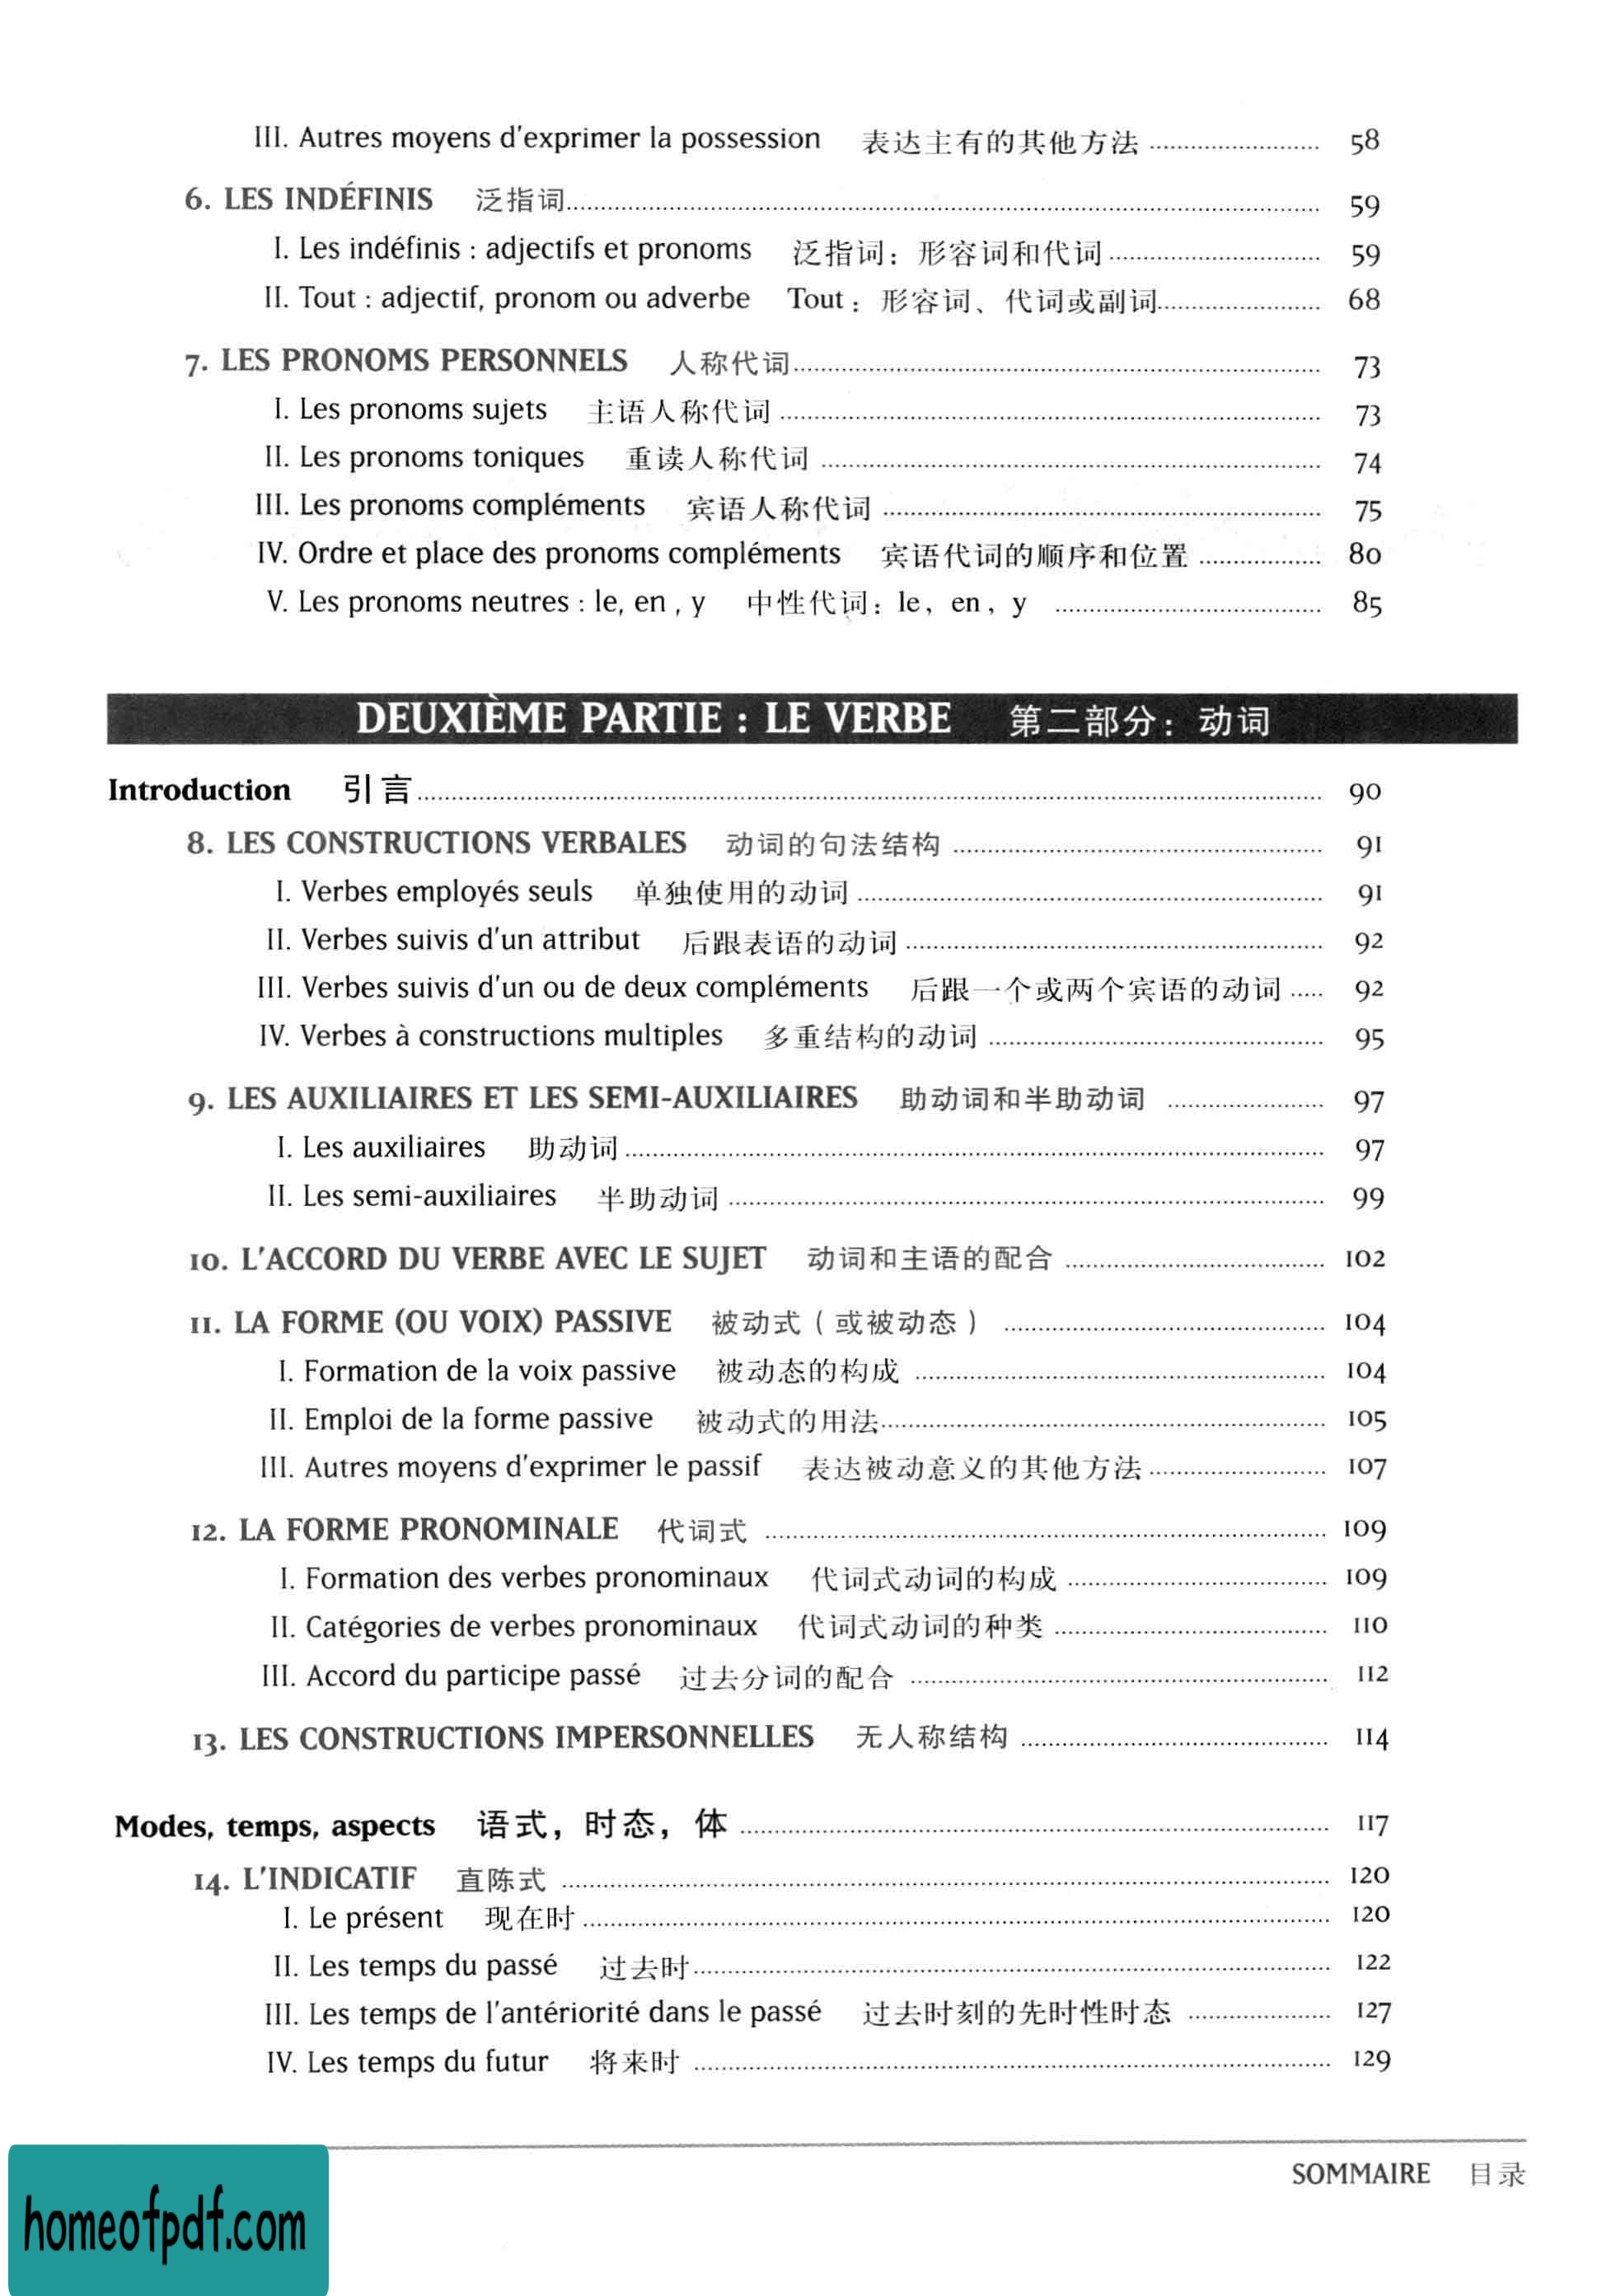 III. Autres moyens d'exprimer la possession 表达主有的其他方法 ........................ 58
6. LES INDÉFINIS 泛指词........................ 59
I. Les indéfinis : adjectifs et pronoms 泛指词：形容词和代词........................ 59
II. Tout : adjectif, pronom ou adverbe Tout：形容词、代词或副词........................ 68
7. LES PRONOMS PERSONNELS 人称代词........................ 73
I. Les pronoms sujets 主语人称代词 ........................ 73
II. Les pronoms toniques 重读人称代词 ........................ 74
III. Les pronoms compléments 宾语人称代词 ........................ 75
IV. Ordre et place des pronoms compléments 宾语代词的顺序和位置 ........................ 80
V. Les pronoms neutres : le, en , y 中性代词：le，en，y ........................ 85
DEUXIÈME PARTIE : LE VERBE 第二部分：动词
Introduction 引言........................ 90
8. LES CONSTRUCTIONS VERBALES 动词的句法结构 ........................ 91
I. Verbes employés seuls 单独使用的动词 ........................ 91
II. Verbes suivis d'un attribut 后跟表语的动词 ........................ 92
III. Verbes suivis d'un ou de deux compléments 后跟一个或两个宾语的动词 ..... 92
IV. Verbes à constructions multiples 多重结构的动词 ........................ 95
9. LES AUXILIAIRES ET LES SEMI-AUXILIAIRES 助动词和半助动词 ........................ 97
I. Les auxiliaires 助动词 ........................ 97
II. Les semi-auxiliaires 半助动词 ........................ 99
10. L'ACCORD DU VERBE AVEC LE SUJET 动词和主语的配合 ........................ 102
11. LA FORME (OU VOIX) PASSIVE 被动式（或被动态） ........................ 104
I. Formation de la voix passive 被动态的构成 ........................ 104
II. Emploi de la forme passive 被动式的用法........................ 105
III. Autres moyens d'exprimer le passif 表达被动意义的其他方法 ........................ 107
12. LA FORME PRONOMINALE 代词式 ........................ 109
I. Formation des verbes pronominaux 代词式动词的构成 ........................ 109
II. Catégories de verbes pronominaux 代词式动词的种类 ........................ 110
III. Accord du participe passé 过去分词的配合 ........................ 112
13. LES CONSTRUCTIONS IMPERSONNELLES 无人称结构 ........................ 114
Modes, temps, aspects 语式，时态，体 ........................ 117
14. L'INDICATIF 直陈式 ........................ 120
I. Le présent 现在时 ........................ 120
II. Les temps du passé 过去时........................ 122
III. Les temps de l'antériorité dans le passé 过去时刻的先时性时态 ........................ 127
IV. Les temps du futur 将来时 ........................ 129
SOMMAIRE 目录
homeofpdf.com